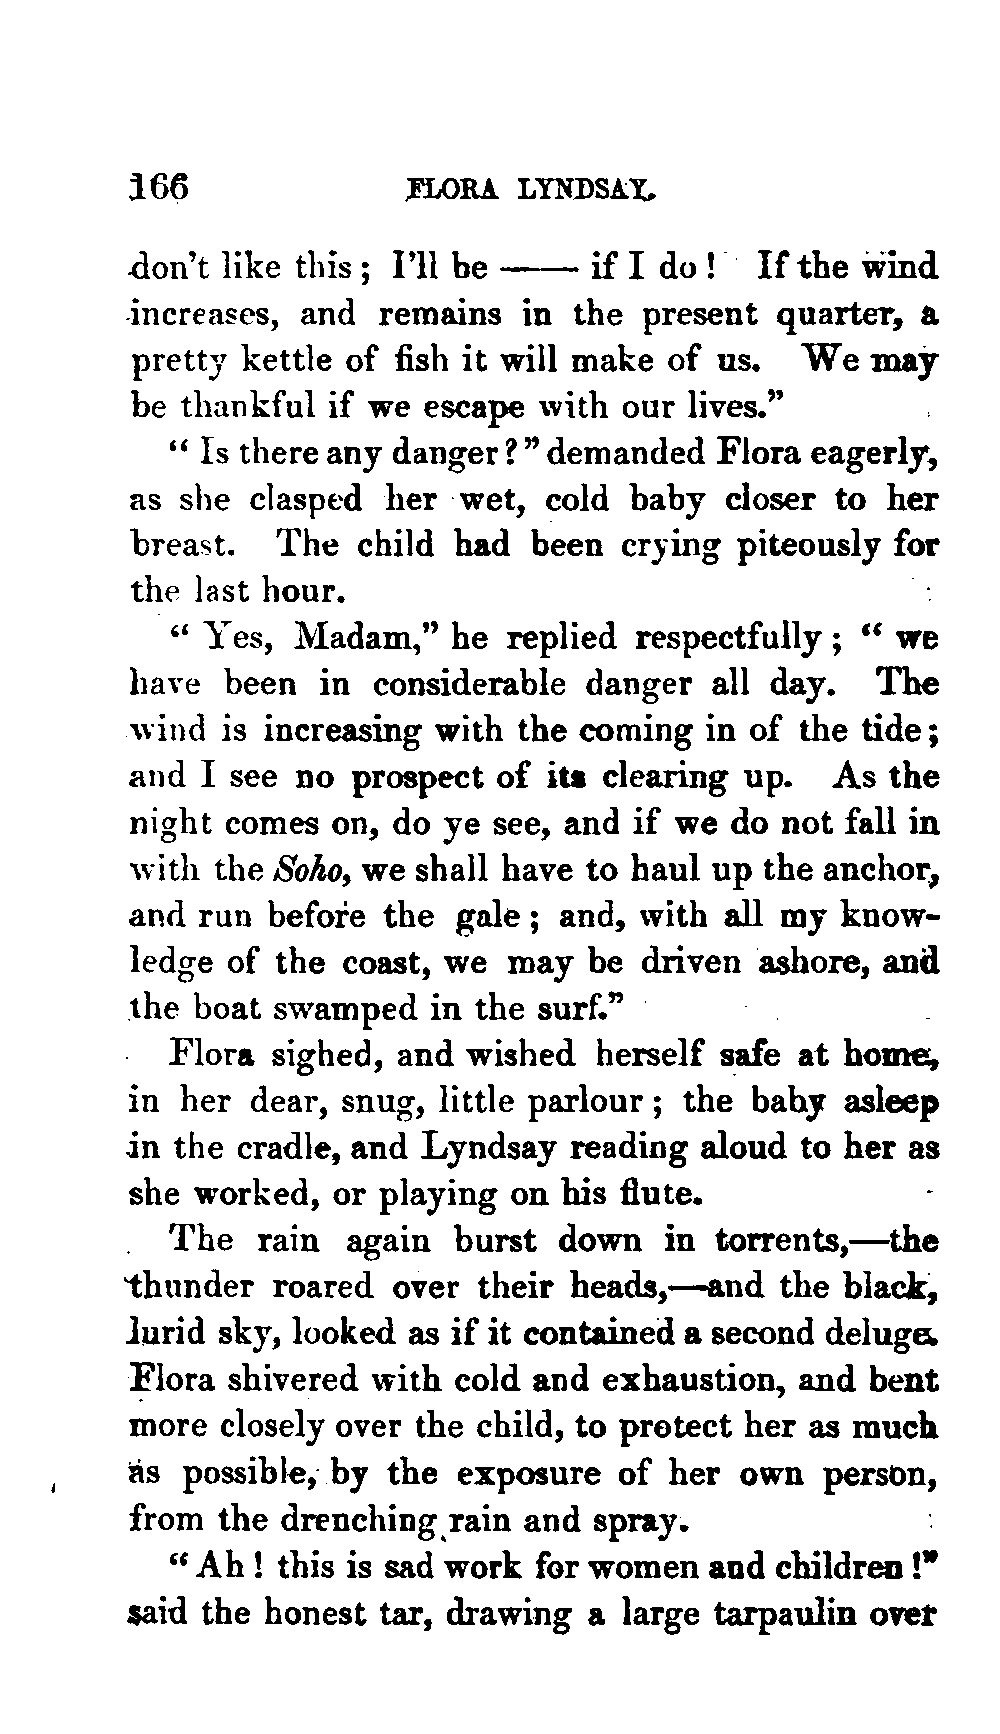 166 FLORA LYNDSAY.
don't like this; I'll be —— if I do! If the wind
increases, and remains in the present quarter, a
pretty kettle of fish it will make of us. We may
be thankful if we escape with our lives."
"Is there any danger?" demanded Flora eagerly,
as she clasped her wet, cold baby closer to her
breast. The child had been crying piteously for
the last hour.
"Yes, Madam," he replied respectfully; "we
have been in considerable danger all day. The
wind is increasing with the coming in of the tide;
and I see no prospect of its clearing up. As the
night comes on, do ye see, and if we do not fall in
with the Soho, we shall have to haul up the anchor,
and run before the gale; and, with all my know-
ledge of the coast, we may be driven ashore, and
the boat swamped in the surf."
Flora sighed, and wished herself safe at home,
in her dear, snug, little parlour; the baby asleep
in the cradle, and Lyndsay reading aloud to her as
she worked, or playing on his flute.
The rain again burst down in torrents,—the
thunder roared over their heads,—and the black,
lurid sky, looked as if it contained a second deluge.
Flora shivered with cold and exhaustion, and bent
more closely over the child, to protect her as much
as possible, by the exposure of her own person,
from the drenching rain and spray.
"Ah! this is sad work for women and children!"
said the honest tar, drawing a large tarpaulin over